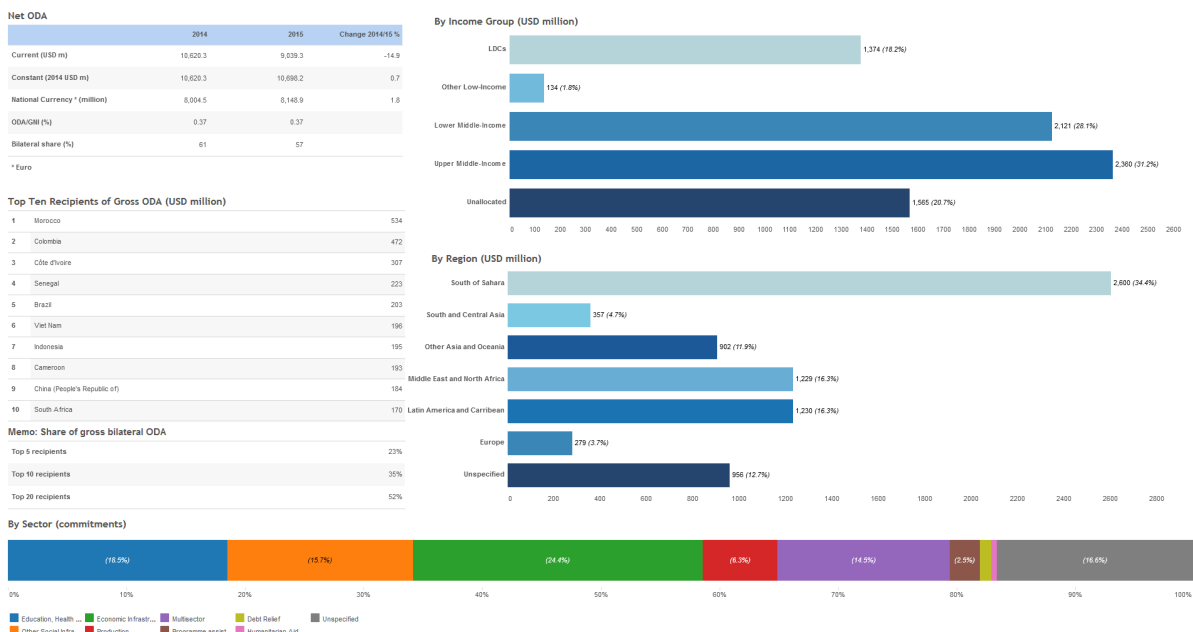 Net ODA
2014 2015 Change 2014/15 %
Current (USD m) 10,620.3 9,039.3 -14.9
Constant (2014 USD m) 10,620.3 10,698.2 0.7
National Currency * (million) 8,004.5 8,148.9 1.8
ODA/GNI (%) 0.37 0.37
Bilateral share (%) 61 57
* Euro
Top Ten Recipients of Gross ODA (USD million)
1 Morocco 534
2 Colombia 472
3 Côte d'Ivoire 307
4 Senegal 223
5 Brazil 203
6 Viet Nam 196
7 Indonesia 195
8 Cameroon 193
9 China (People's Republic of) 184
10 South Africa 170
Memo: Share of gross bilateral ODA
Top 5 recipients 23%
Top 10 recipients 35%
Top 20 recipients 52%
By Income Group (USD million)
LDCs 1,374 (18.2%)
Other Low-Income 134 (1.8%)
Lower Middle-Income 2,121 (28.1%)
Upper Middle-Income 2,360 (31.2%)
Unallocated 1,565 (20.7%)
0 100 200 300 400 500 600 700 800 900 1000 1100 1200 1300 1400 1500 1600 1700 1800 1900 2000 2100 2200 2300 2400 2500 2600
By Region (USD million)
South of Sahara 2,600 (34.4%)
South and Central Asia 357 (4.7%)
Other Asia and Oceania 902 (11.9%)
Middle East and North Africa 1,229 (16.3%)
Latin America and Carribean 1,230 (16.3%)
Europe 279 (3.7%)
Unspecified 956 (12.7%)
0 200 400 600 800 1000 1200 1400 1600 1800 2000 2200 2400 2600 2800
By Sector (commitments)
(18.5%) (15.7%) (24.4%) (6.3%) (14.5%) (2.5%) (16.6%)
0% 10% 20% 30% 40% 50% 60% 70% 80% 90% 100%
Education, Health ... Economic Infrastr... Multisector Debt Relief Unspecified
Other Social Infra... Production Programme assist... Humanitarian Aid